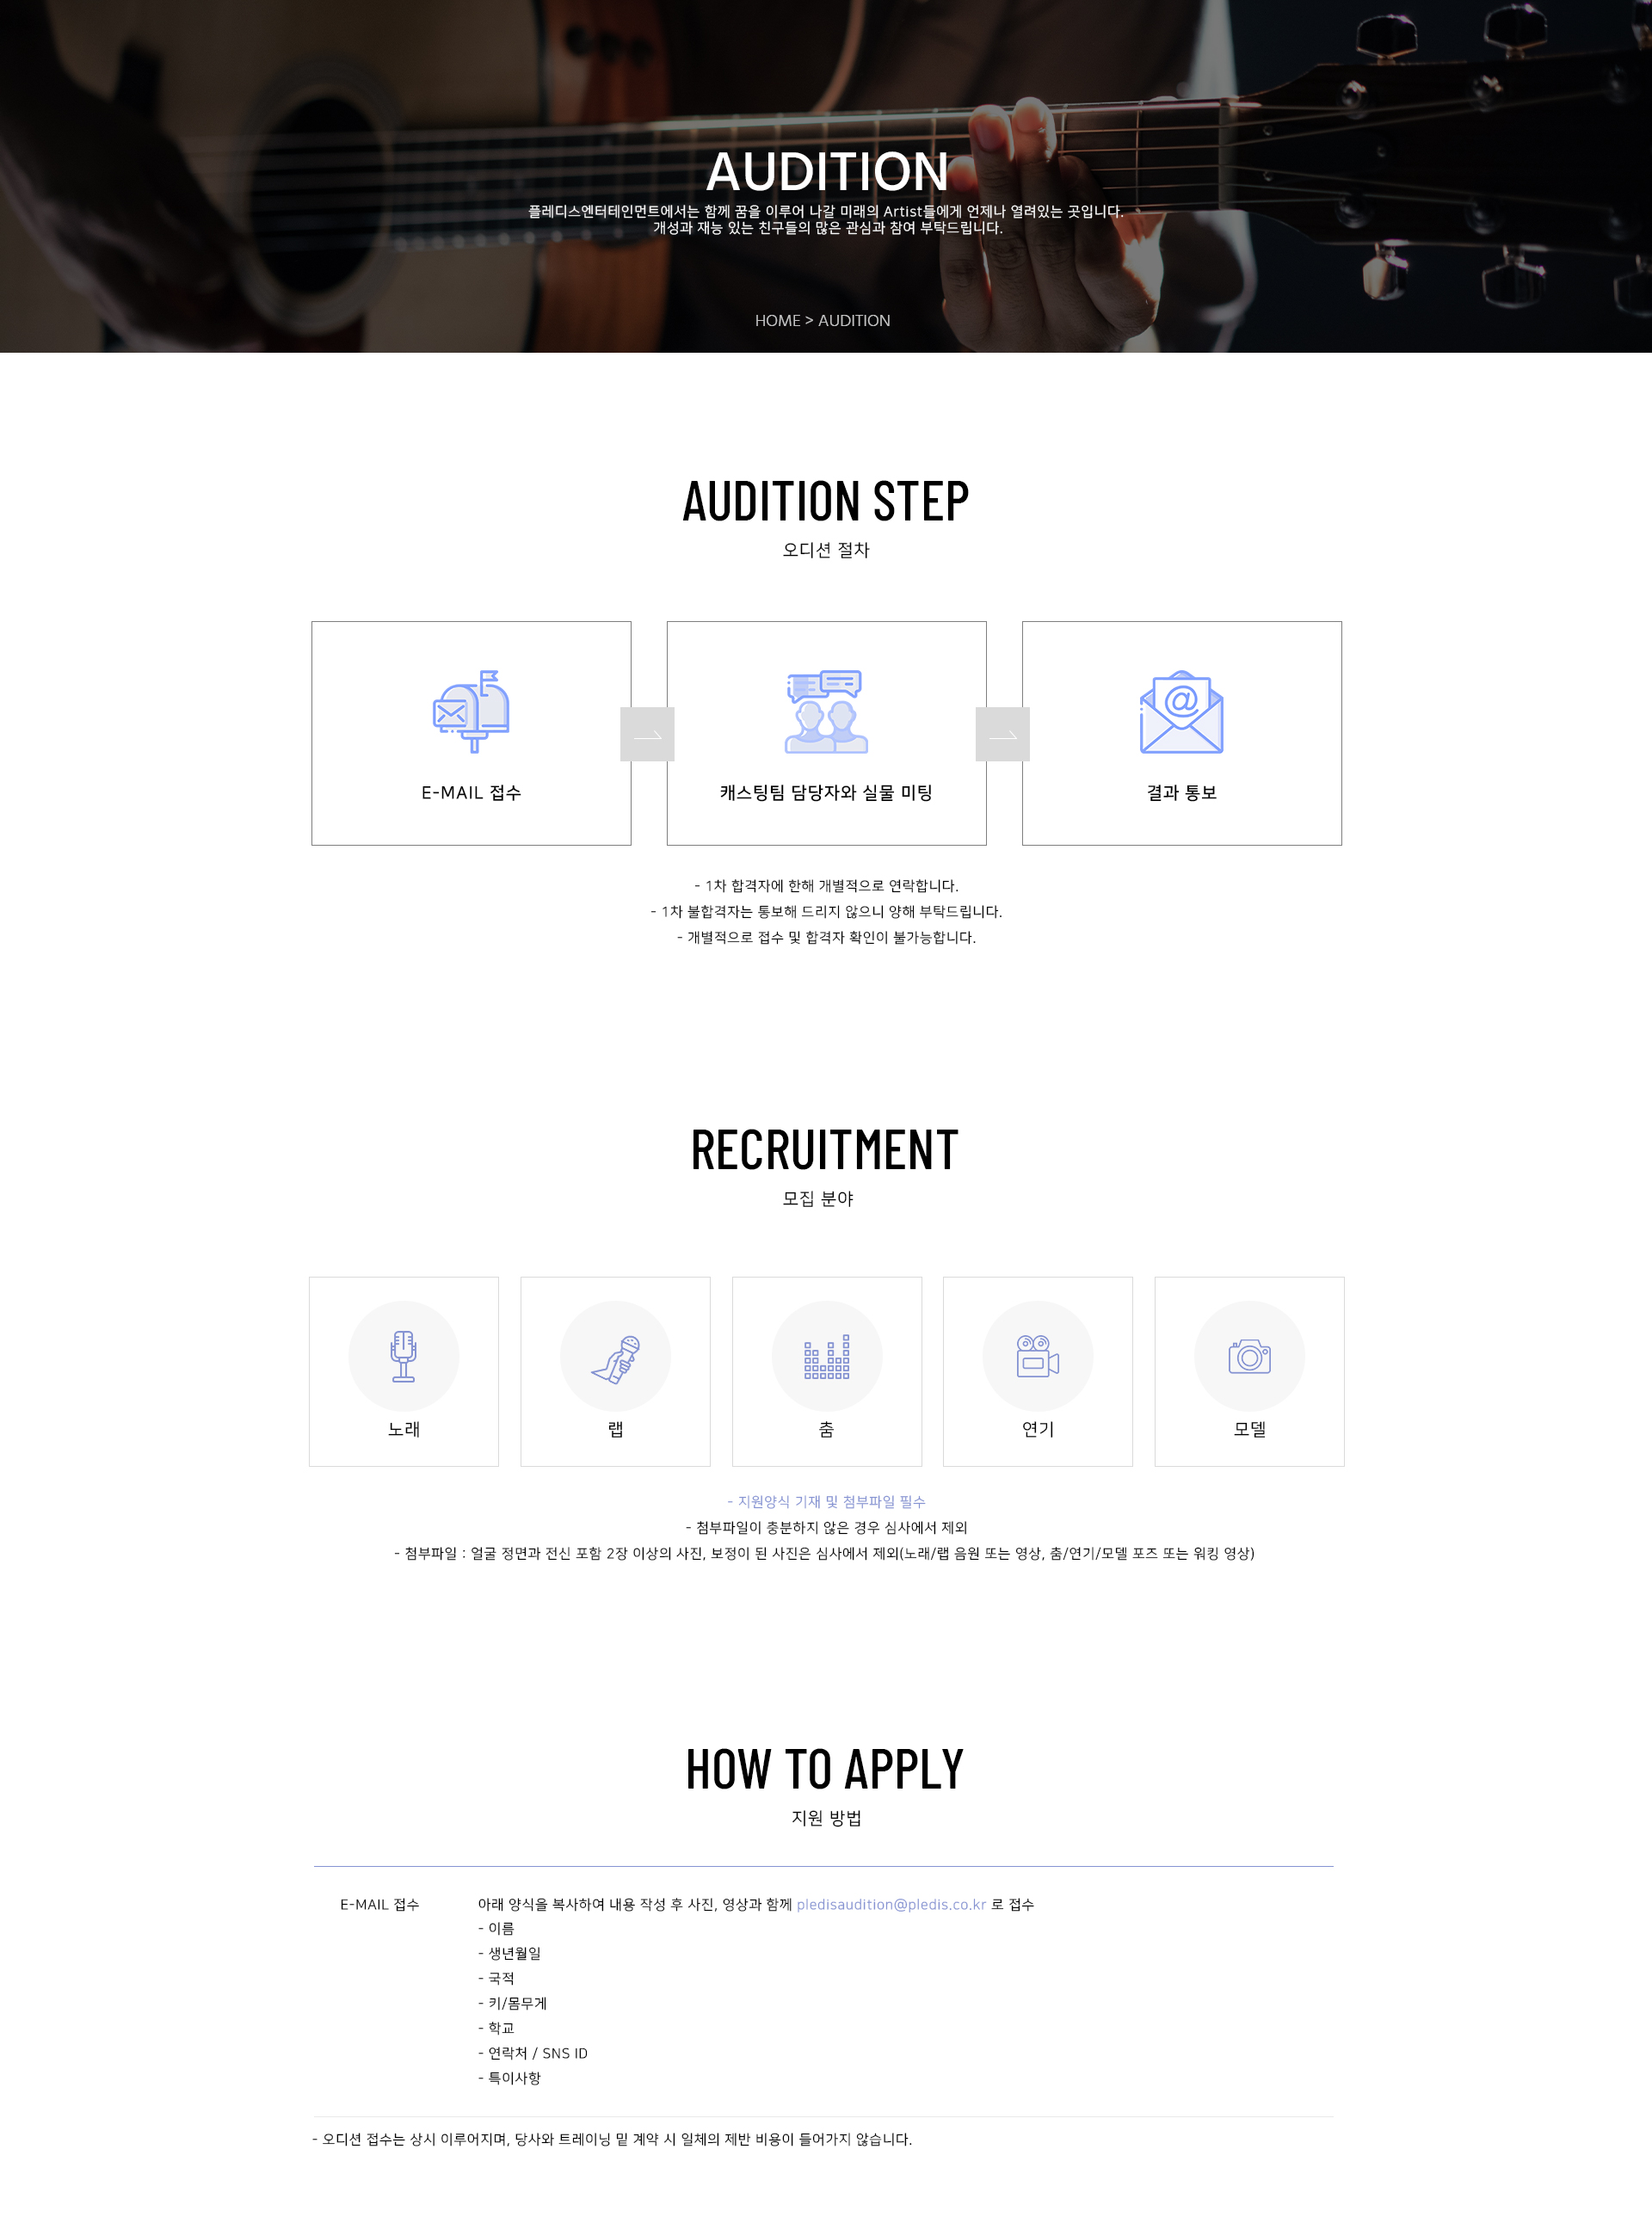 AUDITION
플레디스엔터테인먼트에서는 함께 꿈을 이루어 나갈 미래의 Artist들에게 언제나 열려있는 곳입니다.
개성과 재능 있는 친구들의 많은 관심과 참여 부탁드립니다.
HOME > AUDITION
AUDITION STEP
오디션 절차
E-MAIL 접수
캐스팅팀 담당자와 실물 미팅
결과 통보
- 1차 합격자에 한해 개별적으로 연락합니다.
- 1차 불합격자는 통보해 드리지 않으니 양해 부탁드립니다.
- 개별적으로 접수 및 합격자 확인이 불가능합니다.
RECRUITMENT
모집 분야
노래
랩
춤
연기
모델
- 지원양식 기재 및 첨부파일 필수
- 첨부파일이 충분하지 않은 경우 심사에서 제외
- 첨부파일 : 얼굴 정면과 전신 포함 2장 이상의 사진, 보정이 된 사진은 심사에서 제외(노래/랩 음원 또는 영상, 춤/연기/모델 포즈 또는 워킹 영상)
HOW TO APPLY
지원 방법
E-MAIL 접수
아래 양식을 복사하여 내용 작성 후 사진, 영상과 함께 pledisaudition@pledis.co.kr 로 접수
- 이름
- 생년월일
- 국적
- 키/몸무게
- 학교
- 연락처 / SNS ID
- 특이사항
- 오디션 접수는 상시 이루어지며, 당사와 트레이닝 밑 계약 시 일체의 제반 비용이 들어가지 않습니다.